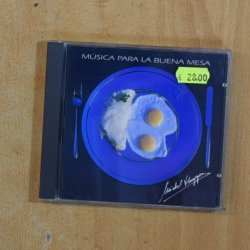 MÚSICA PARA LA BUENA MESA
€ 28.00